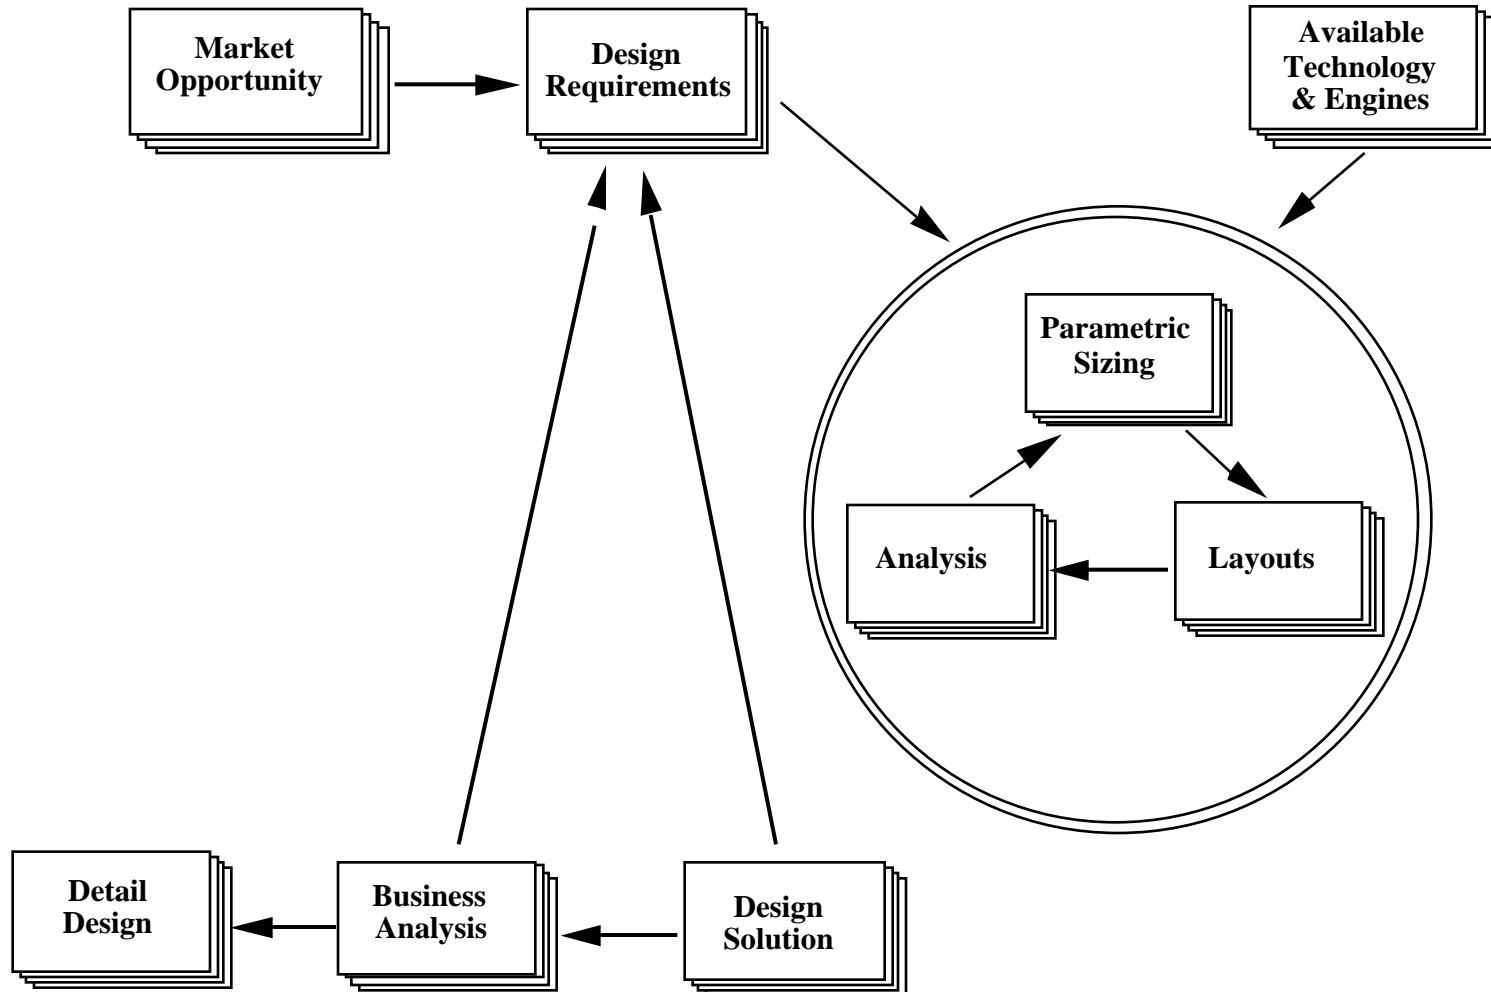 Market
Opportunity
Design
Requirements
Available
Technology
& Engines
Parametric
Sizing
Analysis
Layouts
Detail
Design
Business
Analysis
Design
Solution